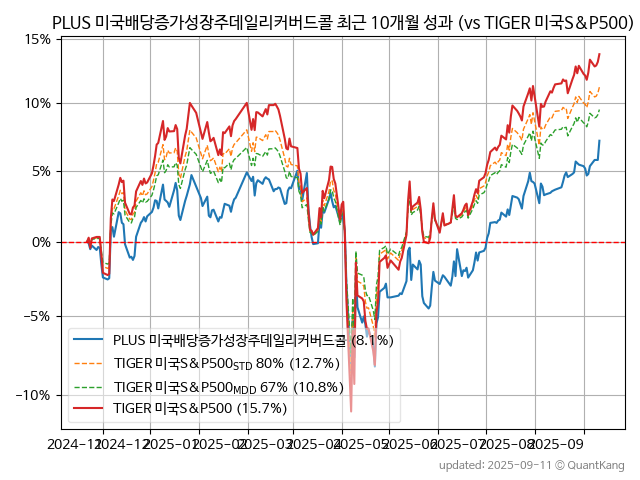 PLUS 미국배당증가성장주데일리커버드콜 최근 10개월 성과 (vs TIGER 미국S&P500)
15%
10%
5%
0%
−5%
−10%
PLUS 미국배당증가성장주데일리커버드콜 (8.1%)
TIGER 미국S&P500STD 80% (12.7%)
TIGER 미국S&P500MDD 67% (10.8%)
TIGER 미국S&P500 (15.7%)
2024-11 2024-12 2025-01 2025-02 2025-03 2025-04 2025-05 2025-06 2025-07 2025-08 2025-09
updated: 2025-09-11 © QuantKang